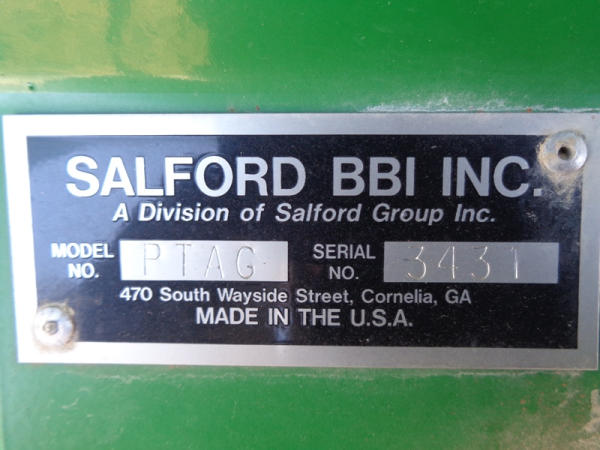 SALFORD BBI INC.
A Division of Salford Group Inc.
MODEL NO. PTAG SERIAL NO. 3431
470 South Wayside Street, Cornelia, GA
MADE IN THE U.S.A.